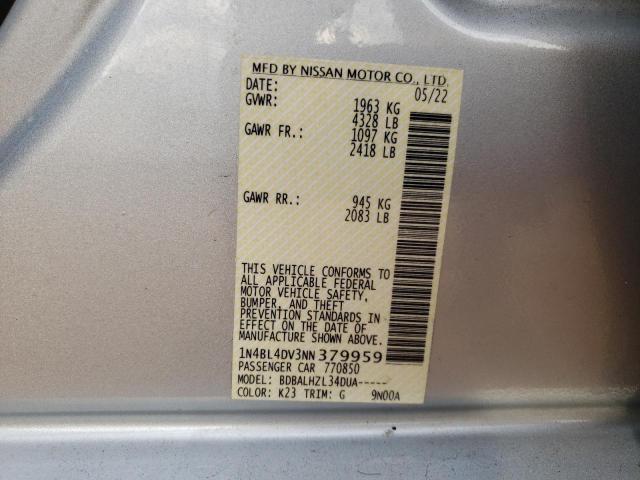 MFD BY NISSAN MOTOR CO., LTD.
DATE: 05/22
GVWR: 1963 KG
4328 LB
GAWR FR.: 1097 KG
2418 LB
GAWR RR.: 945 KG
2083 LB
THIS VEHICLE CONFORMS TO
ALL APPLICABLE FEDERAL
MOTOR VEHICLE SAFETY,
BUMPER, AND THEFT
PREVENTION STANDARDS IN
EFFECT ON THE DATE OF
MANUFACTURE SHOWN ABOVE.
1N4BL4DV3NN379959
PASSENGER CAR 770850
MODEL: BDBALHZL34DUA-----
COLOR: K23 TRIM: G 9N00A